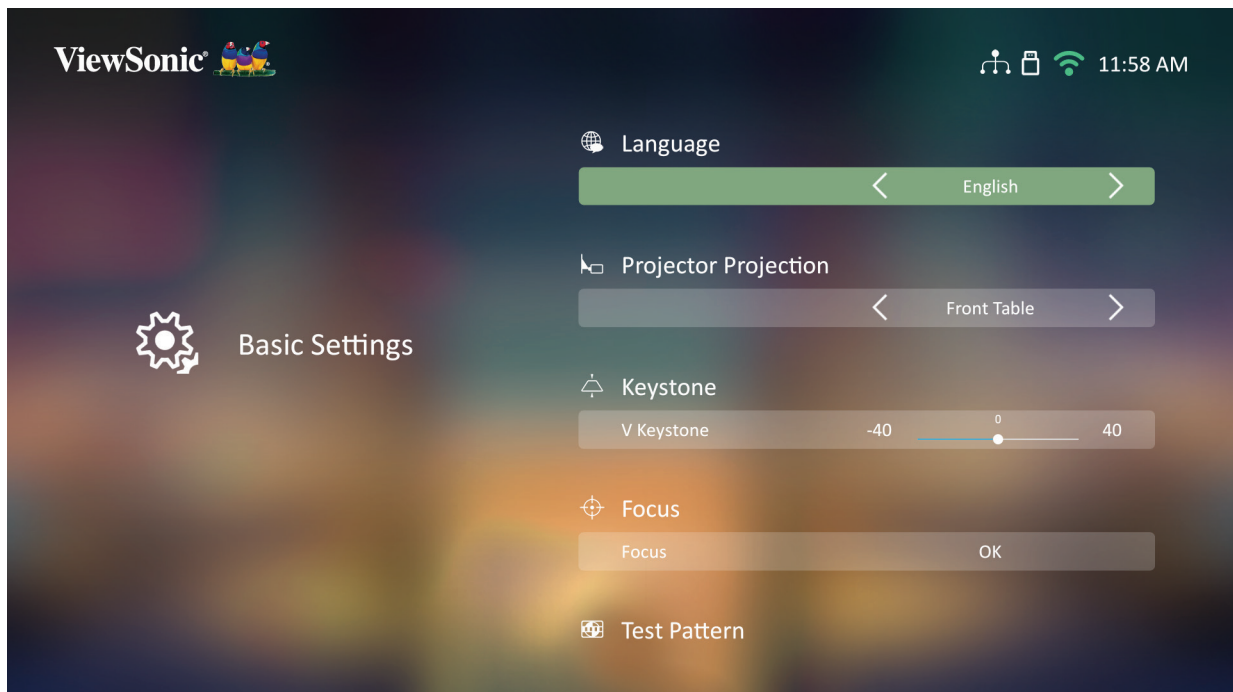 ViewSonic®
11:58 AM
Language
English
Projector Projection
Front Table
Basic Settings
Keystone
V Keystone -40 0 40
Focus
Focus OK
Test Pattern